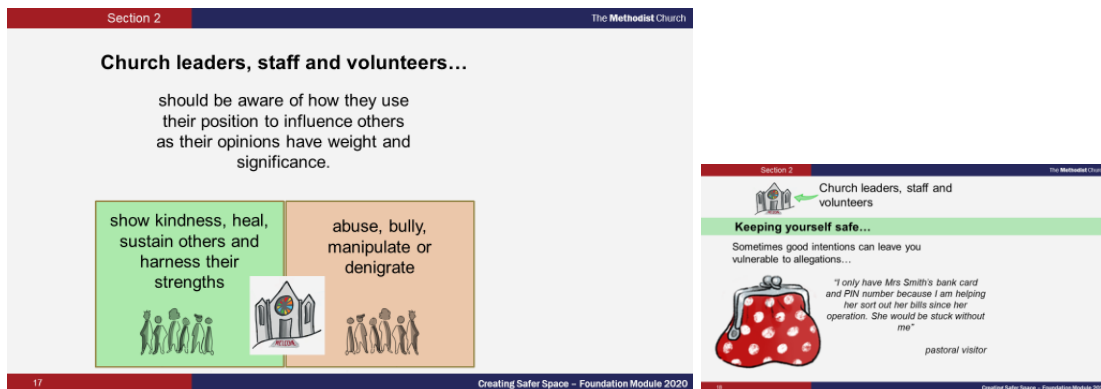 Section 2
The Methodist Church
Church leaders, staff and volunteers…
should be aware of how they use
their position to influence others
as their opinions have weight and
significance.
show kindness, heal,
sustain others and
harness their
strengths
abuse, bully,
manipulate or
denigrate
17
Creating Safer Space – Foundation Module 2020
Section 2
The Methodist Chur
Church leaders, staff and
volunteers
Keeping yourself safe…
Sometimes good intentions can leave you
vulnerable to allegations…
"I only have Mrs Smith's bank card
and PIN number because I am helping
her sort out her bills since her
operation. She would be stuck without
me"
pastoral visitor
Creating Safer Space – Foundation Module 2020